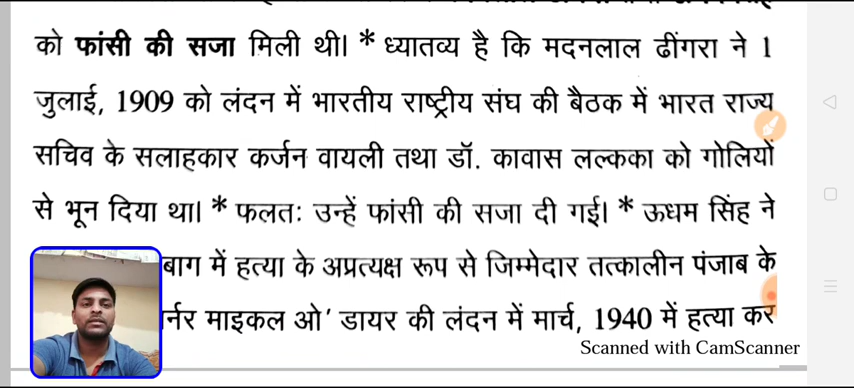 को फांसी की सजा मिली थी। * ध्यातव्य है कि मदनलाल ढींगरा ने 1
जुलाई, 1909 को लंदन में भारतीय राष्ट्रीय संघ की बैठक में भारत राज्य
सचिव के सलाहकार कर्जन वायली तथा डॉ. कावास लल्कका को गोलियों
से भून दिया था। * फलतः उन्हें फांसी की सजा दी गई। * ऊधम सिंह ने
बाग में हत्या के अप्रत्यक्ष रूप से जिम्मेदार तत्कालीन पंजाब के
र्नर माइकल ओ' डायर की लंदन में मार्च, 1940 में हत्या कर
Scanned with CamScanner